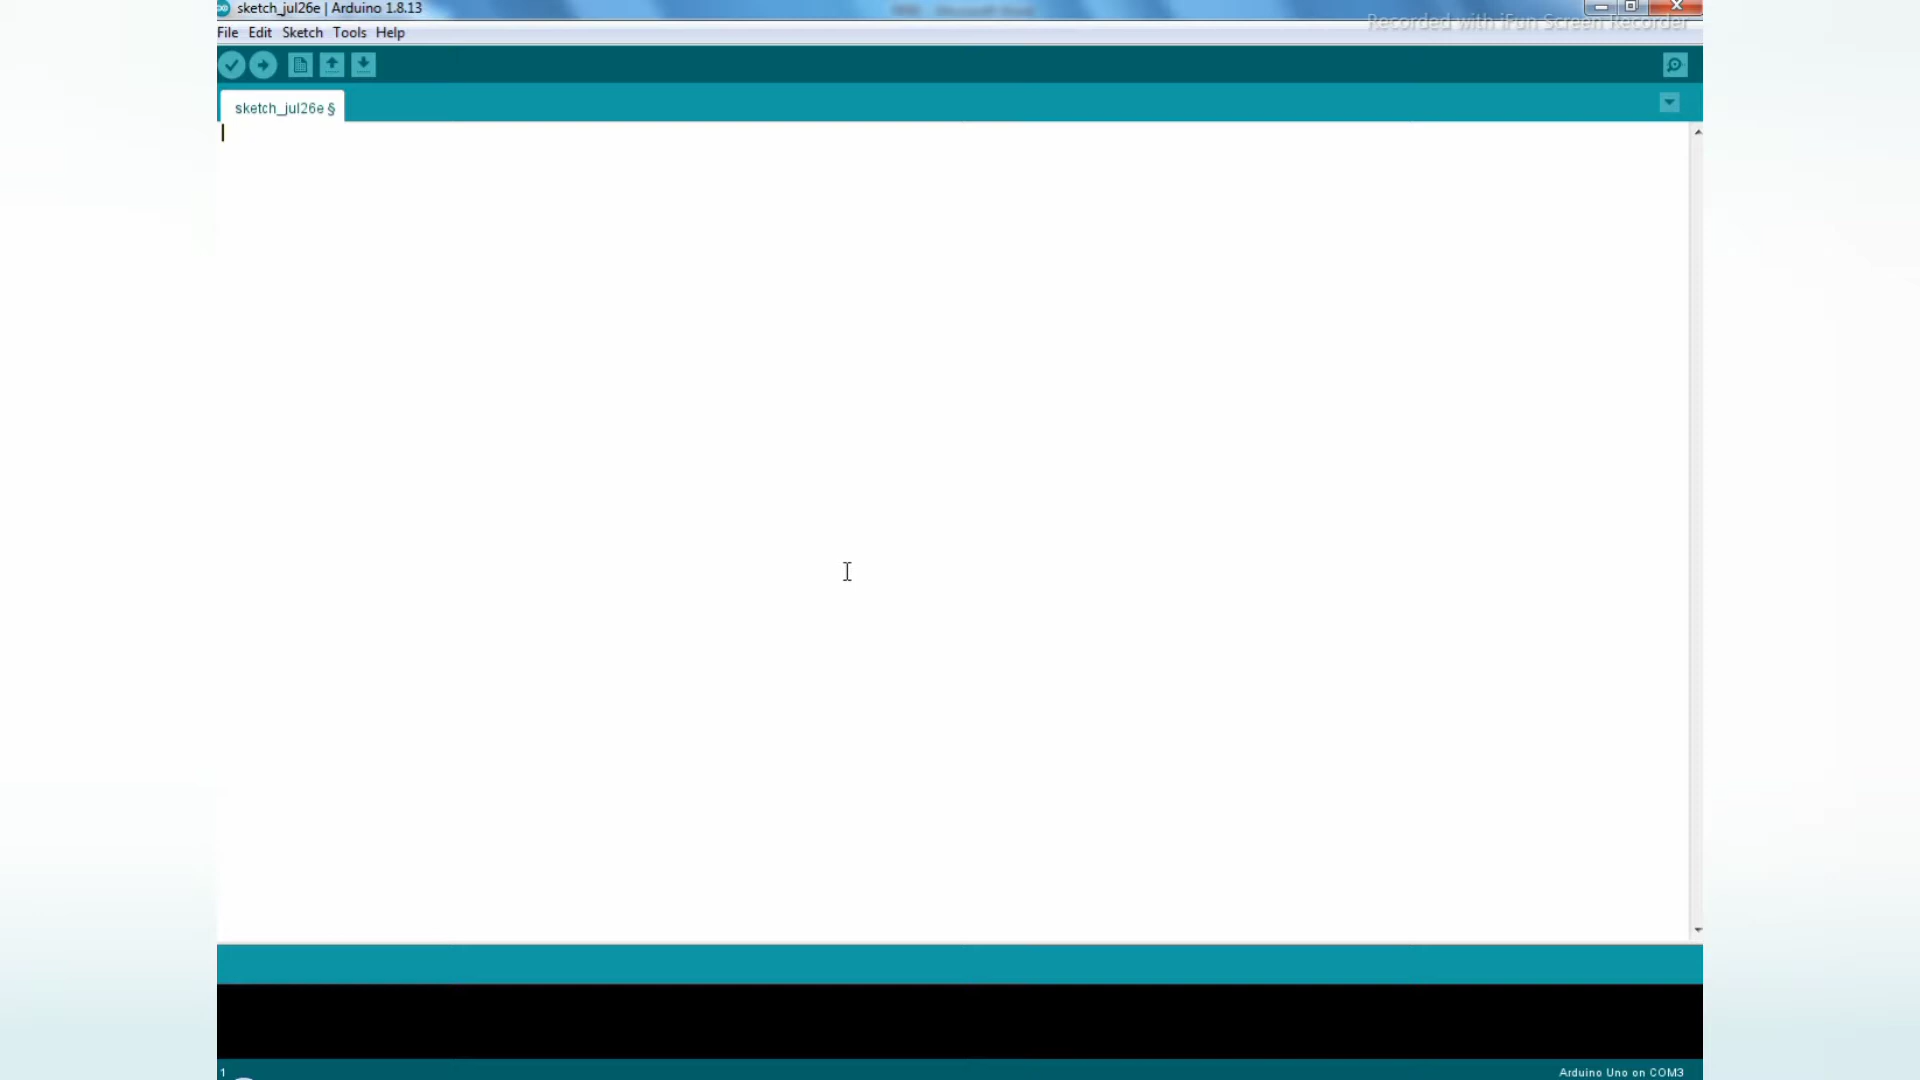 sketch_jul26e | Arduino 1.8.13
Recorded with iFun Screen Recorder
File Edit Sketch Tools Help
sketch_jul26e §
1
Arduino Uno on COM3